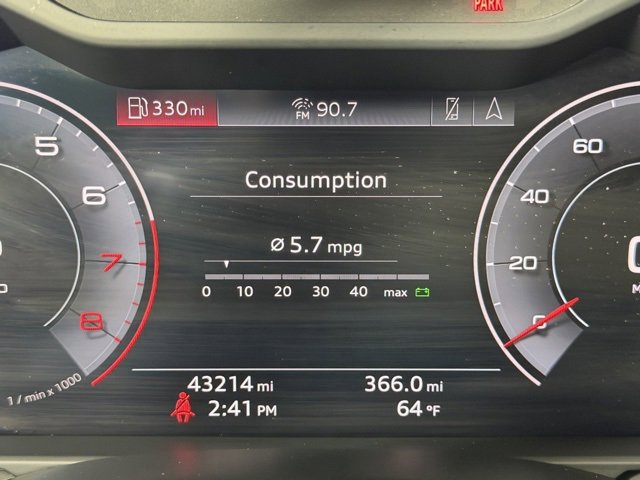 PARK
330 mi FM 90.7
Consumption
Ø 5.7 mpg
0 10 20 30 40 max
5
6
7
8
1 / min x 1000
60
40
20
0
43214 mi 366.0 mi
2:41 PM 64 °F